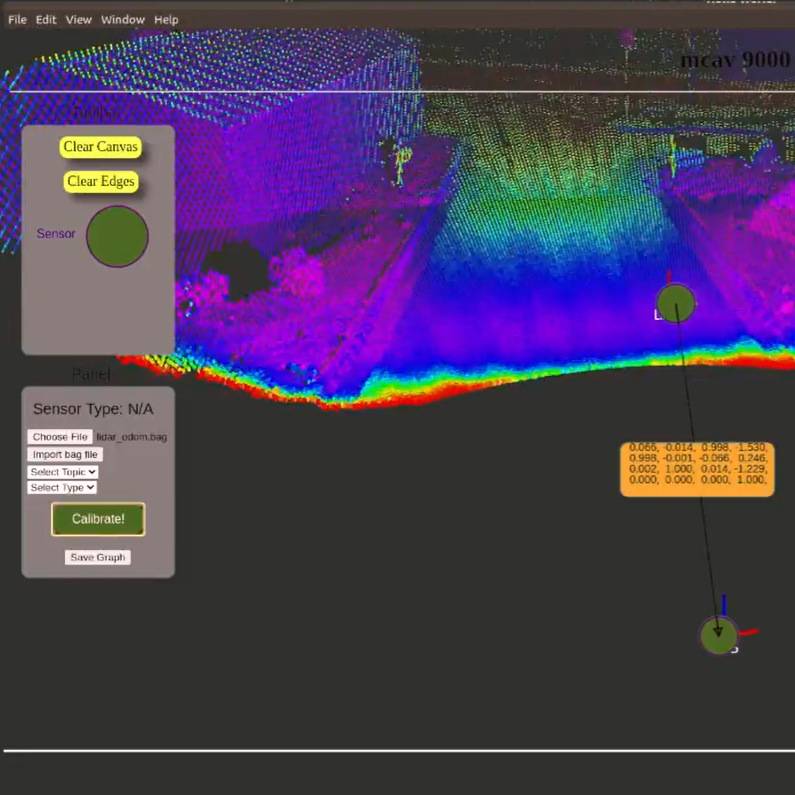 File Edit View Window Help
mcav 9000
Clear Canvas
Clear Edges
Sensor
Panel
Sensor Type: N/A
Choose File lidar_odom.bag
Import bag file
Select Topic
Select Type
Calibrate!
Save Graph
0.066, -0.014, 0.998, -1.530,
0.998, -0.001, -0.066, 0.246,
0.002, 1.000, 0.014, -1.229,
0.000, 0.000, 0.000, 1.000,